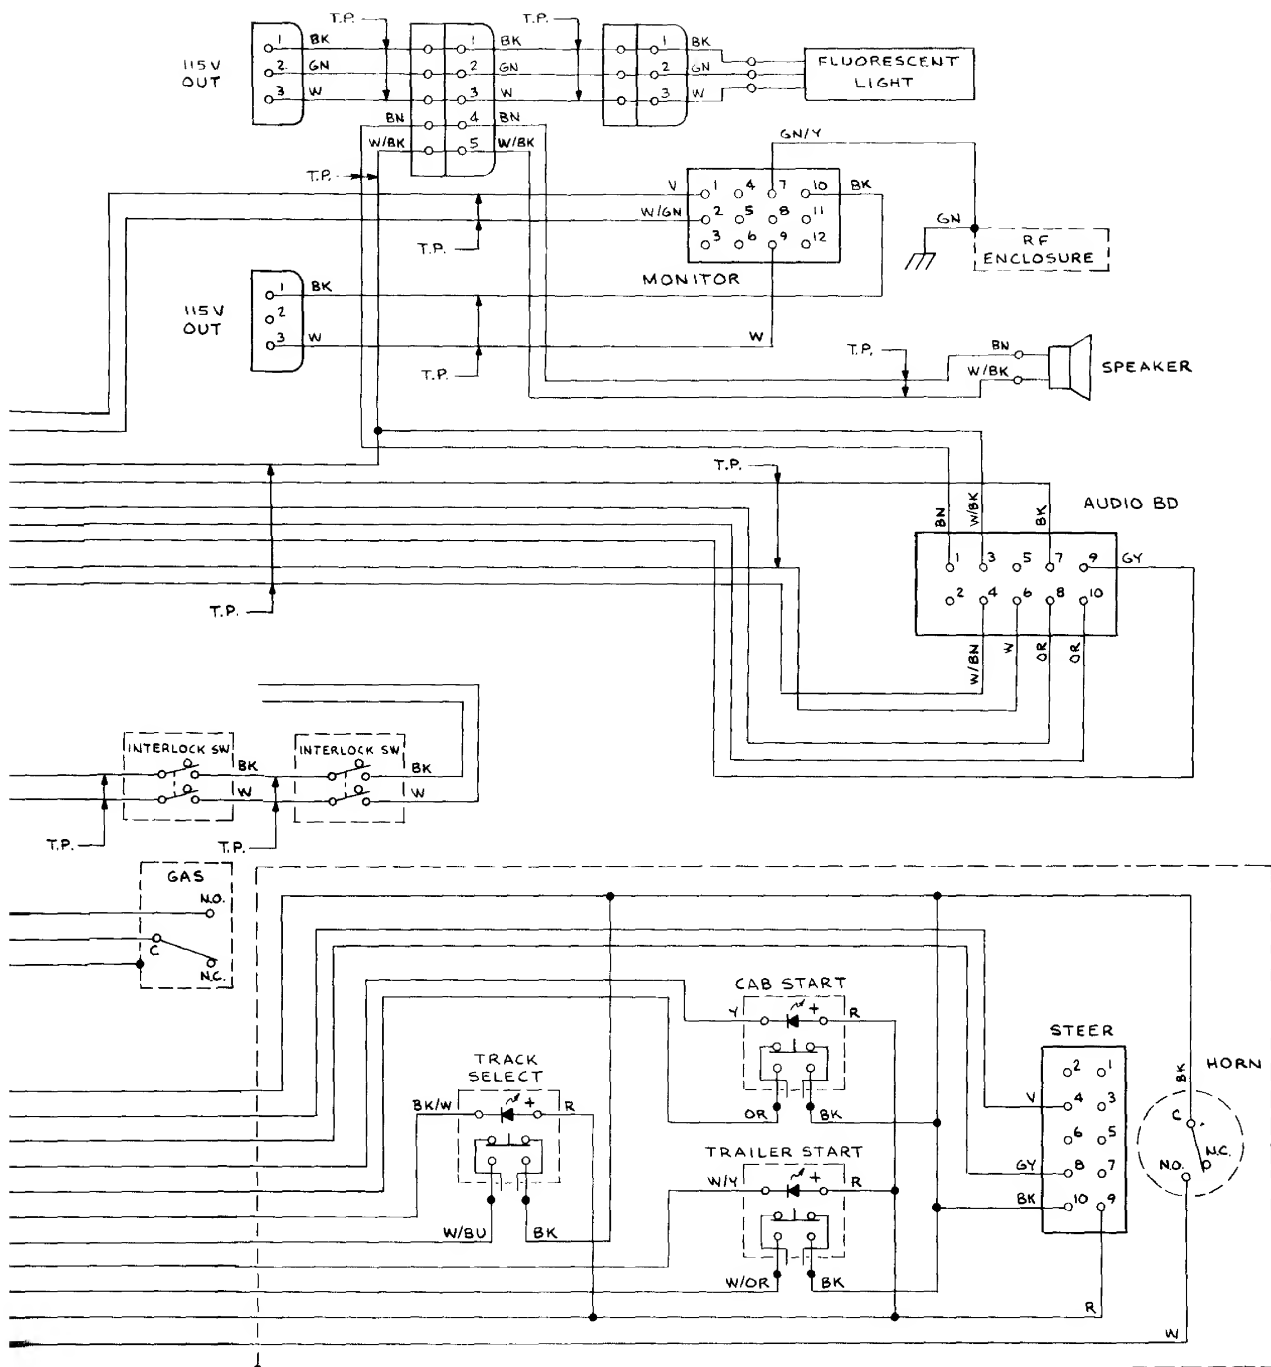 T.P. T.P.
1 BK 1 BK 1 BK
115V OUT 2 GN 2 GN 2 GN FLUORESCENT LIGHT
3 W 3 W 3 W
BN 4 BN
W/BK 5 W/BK
GN/Y
T.P.
V 1 4 7 10 BK
W/GN 2 5 8 11
3 6 9 12
GN
RF ENCLOSURE
T.P.
MONITOR
1 BK
115V OUT 2
3 W W
T.P.
T.P. BN
W/BK SPEAKER
T.P.
AUDIO BD
BN W/BK BK
1 3 5 7 9 GY
2 4 6 8 10
T.P.
W/BN W OR OR
INTERLOCK SW INTERLOCK SW
BK BK
W W
T.P. T.P.
GAS
N.O.
C
N.C.
CAB START
Y + R
STEER
TRACK SELECT
HORN
2 1
BK
BK/W + R
OR BK
V 4 3
C
6 5
N.C.
TRAILER START
N.O.
GY 8 7
W/Y + R
BK 10 9
W/BU BK
W/OR BK
R
W